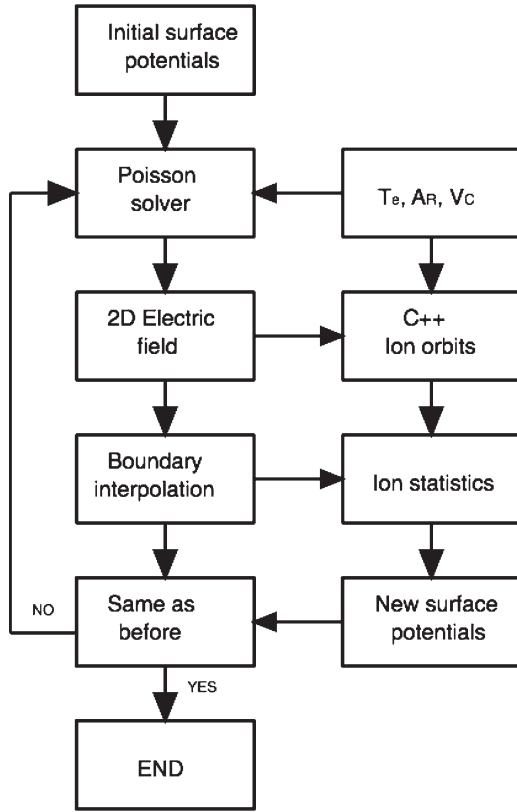 Initial surface
potentials
Poisson
solver
Te, AR, VC
2D Electric
field
C++
Ion orbits
Boundary
interpolation
Ion statistics
NO
Same as
before
New surface
potentials
YES
END